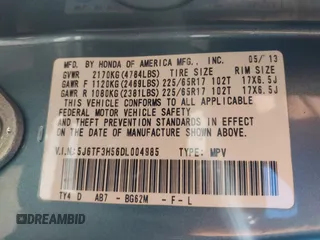 MFD. BY HONDA OF AMERICA MFG., INC. 05/13
GVWR 2170KG(4784LBS) TIRE SIZE RIM SIZE
GAWR F 1120KG(2469LBS) 225/65R17 102T 17X6.5J
GAWR R 1080KG(2381LBS) 225/65R17 102T 17X6.5J
THIS VEHICLE CONFORMS TO ALL APPLICABLE
FEDERAL MOTOR VEHICLE SAFETY AND
THEFT PREVENTION STANDARDS IN EFFECT ON THE
DATE OF MANUFACTURE SHOWN ABOVE.
V.I.N.: 5J6TF3H56DL004985 TYPE: MPV
TY4 D AB7 - BG62M - F-L
DREAMBID